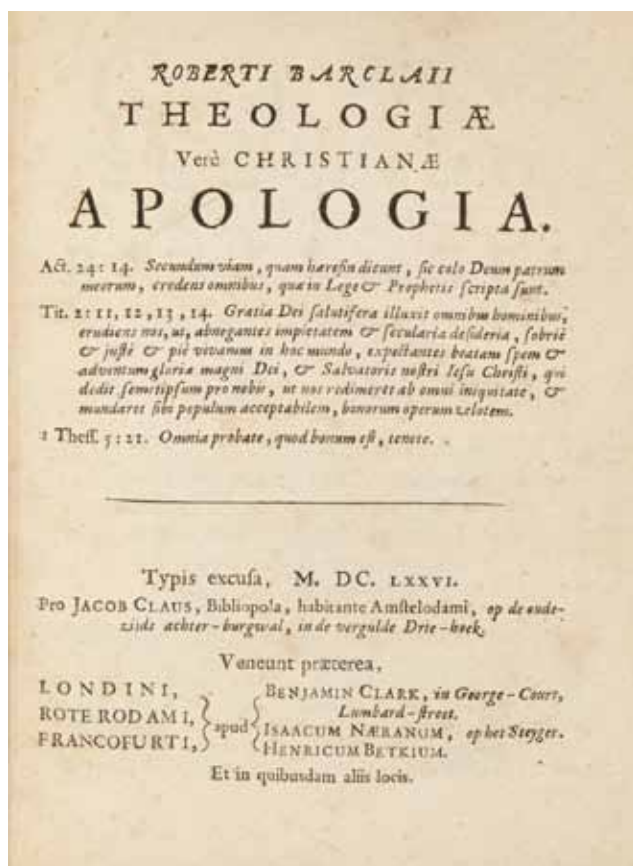 ROBERTI BARCLAII
THEOLOGIÆ
Verè CHRISTIANÆ
APOLOGIA.
Act. 24: 14. Secundum viam, quam hæresin dicunt, sic colo Deum patrum
meorum, credens omnibus, quæ in Lege & Prophetis scripta sunt.
Tit. 2: 11, 12, 13, 14. Gratia Dei salutifera illuxit omnibus hominibus,
erudiens nos, ut, abnegantes impietatem & secularia desideria, sobriè
& justè & piè vivamus in hoc mundo, expectantes beatam spem &
adventum gloriæ magni Dei, & Salvatoris nostri Iesu Christi, qui
dedit semetipsum pro nobis, ut nos redimeret ab omni iniquitate, &
mundaret sibi populum acceptabilem, bonorum operum zelotem.
1 Thess. 5: 21. Omnia probate, quod bonum est, tenete.
Typis excusa, M. DC. LXXVI.
Pro JACOB CLAUS, Bibliopola, habitante Amstelodami, op de oude-
zijds achter-burgwal, in de vergulde Drie-hoek.
Veneunt præterea,
LONDINI, BENJAMIN CLARK, in George-Court,
Lumbard-street.
ROTERODAMI, apud ISAACUM NÆRANUM, op het Steyger.
FRANCOFURTI, HENRICUM BETKIUM.
Et in quibusdam aliis locis.